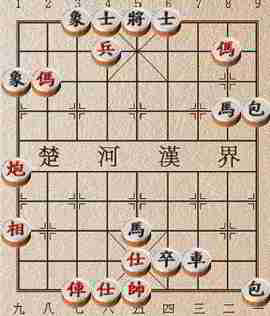 1 2 3 4 5 6 7 8 9
象 士 將 士
兵 傌
象 傌
馬 包
楚 河 漢 界
炮
相 馬
仕 卒 車
俥 仕 帥 包
九 八 七 六 五 四 三 二 一